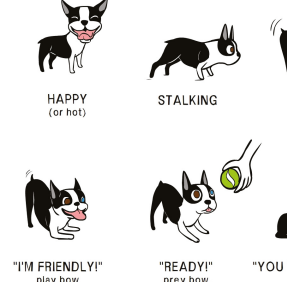 HAPPY
(or hot)
STALKING
"I'M FRIENDLY!"
play bow
"READY!"
prey bow
"YOU